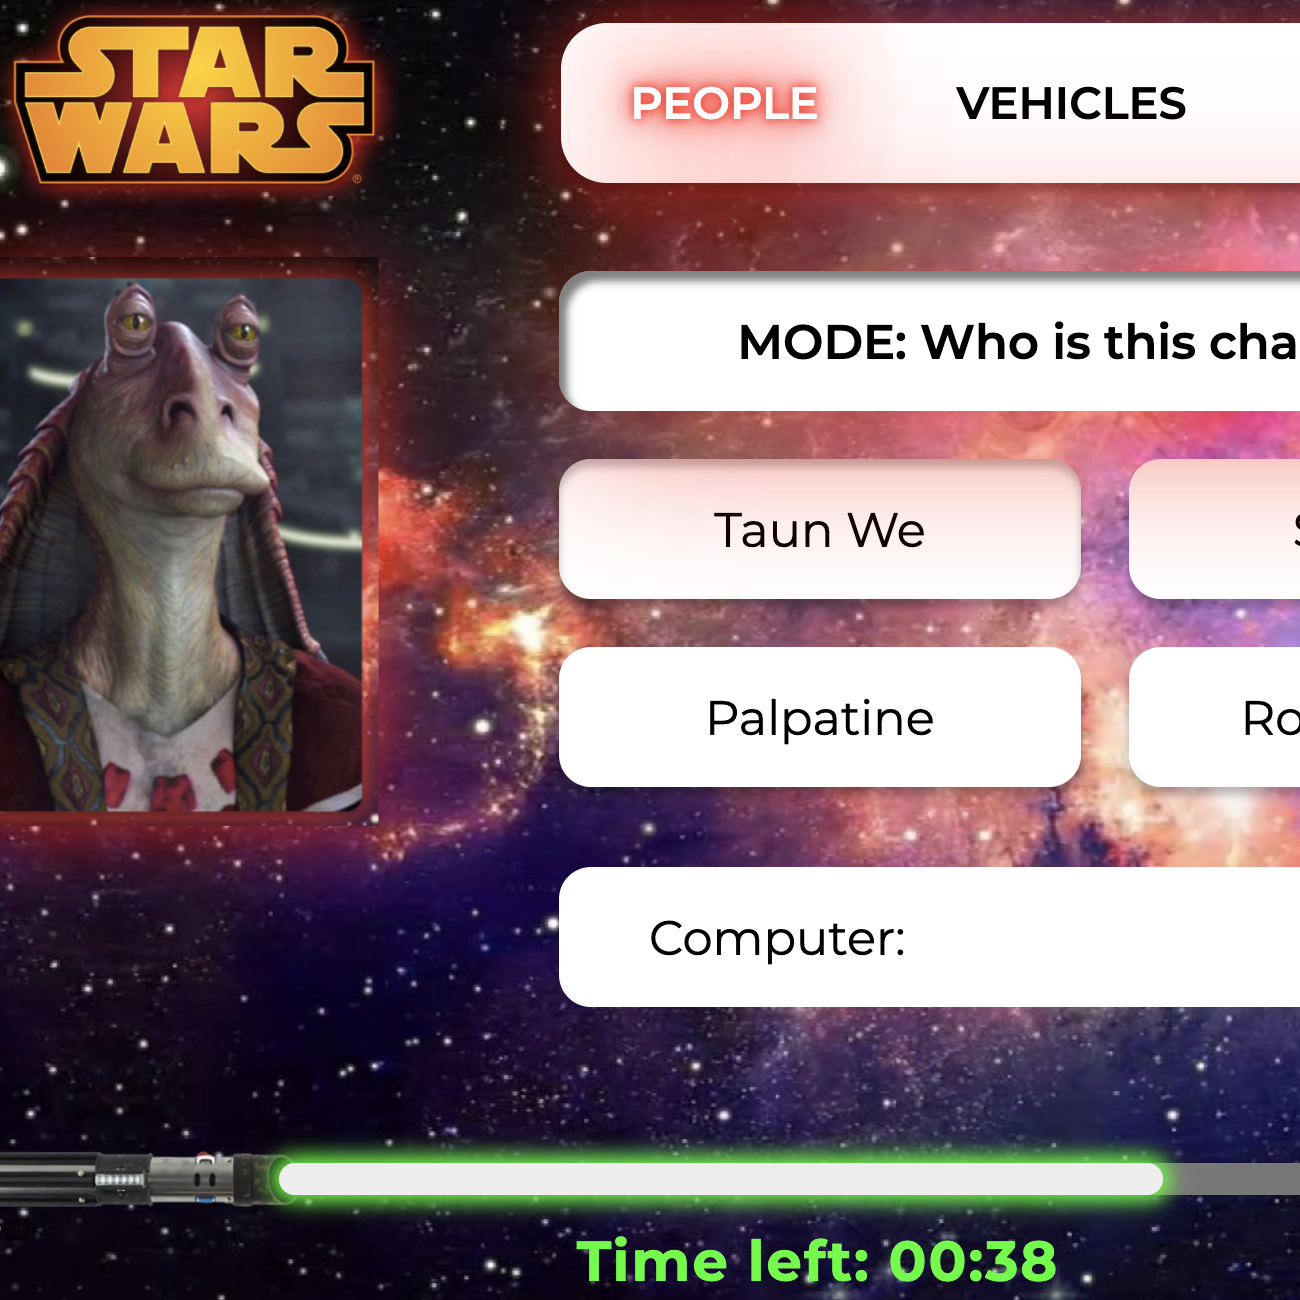 STAR
WARS
PEOPLE
VEHICLES
MODE: Who is this cha
Taun We
S
Palpatine
Ro
Computer:
Time left: 00:38